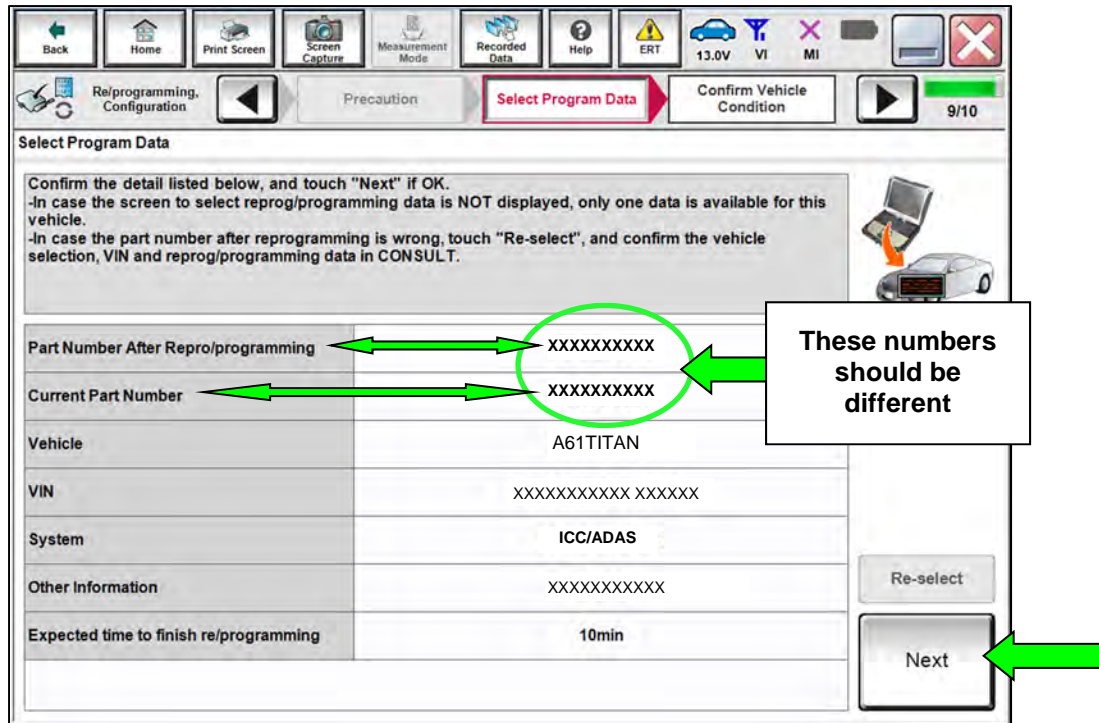 Back
Home
Print Screen
Screen
Capture
Measurement
Mode
Recorded
Data
Help
ERT
13.0V
VI
MI
Re/programming,
Configuration
Precaution
Select Program Data
Confirm Vehicle
Condition
9/10
Select Program Data
Confirm the detail listed below, and touch "Next" if OK.
-In case the screen to select reprog/programming data is NOT displayed, only one data is available for this
vehicle.
-In case the part number after reprogramming is wrong, touch "Re-select", and confirm the vehicle
selection, VIN and reprog/programming data in CONSULT.
Part Number After Repro/programming XXXXXXXXXX
Current Part Number XXXXXXXXXX
These numbers
should be
different
Vehicle A61TITAN
VIN XXXXXXXXXXX XXXXXX
System ICC/ADAS
Other Information XXXXXXXXXXX
Expected time to finish re/programming 10min
Re-select
Next